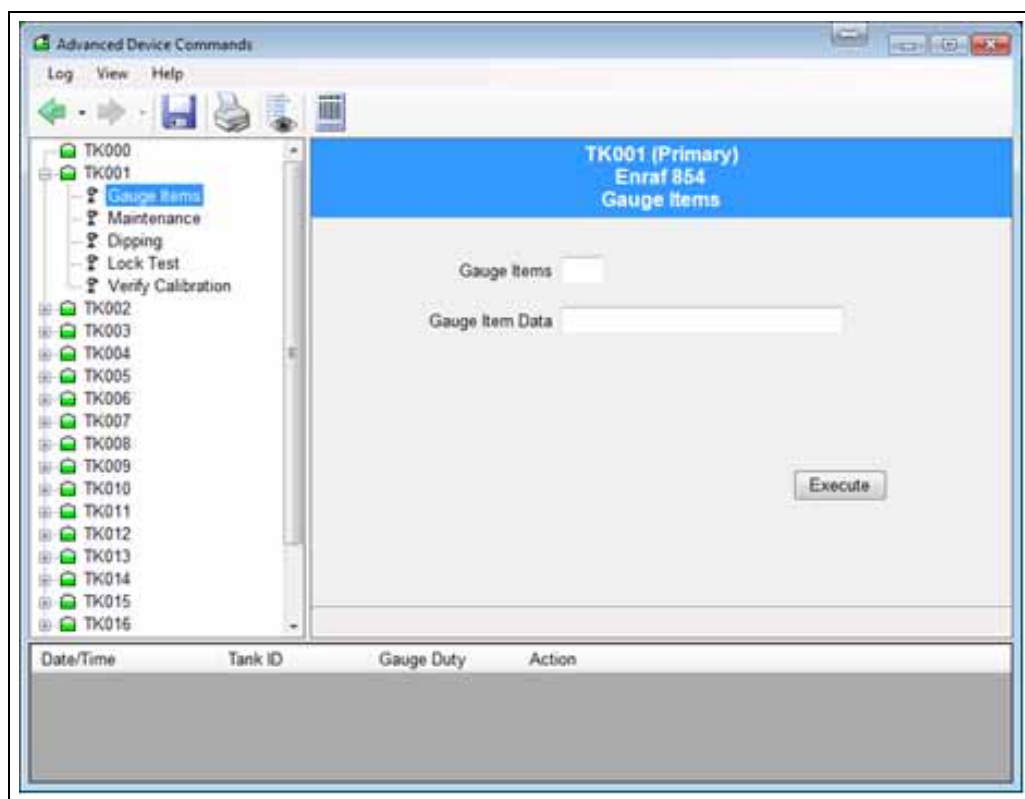 Advanced Device Commands
Log View Help
TK000
TK001
Gauge Items
Maintenance
Dipping
Lock Test
Verify Calibration
TK002
TK003
TK004
TK005
TK006
TK007
TK008
TK009
TK010
TK011
TK012
TK013
TK014
TK015
TK016
TK001 (Primary)
Enraf 854
Gauge Items
Gauge Items
Gauge Item Data
Execute
Date/Time Tank ID Gauge Duty Action